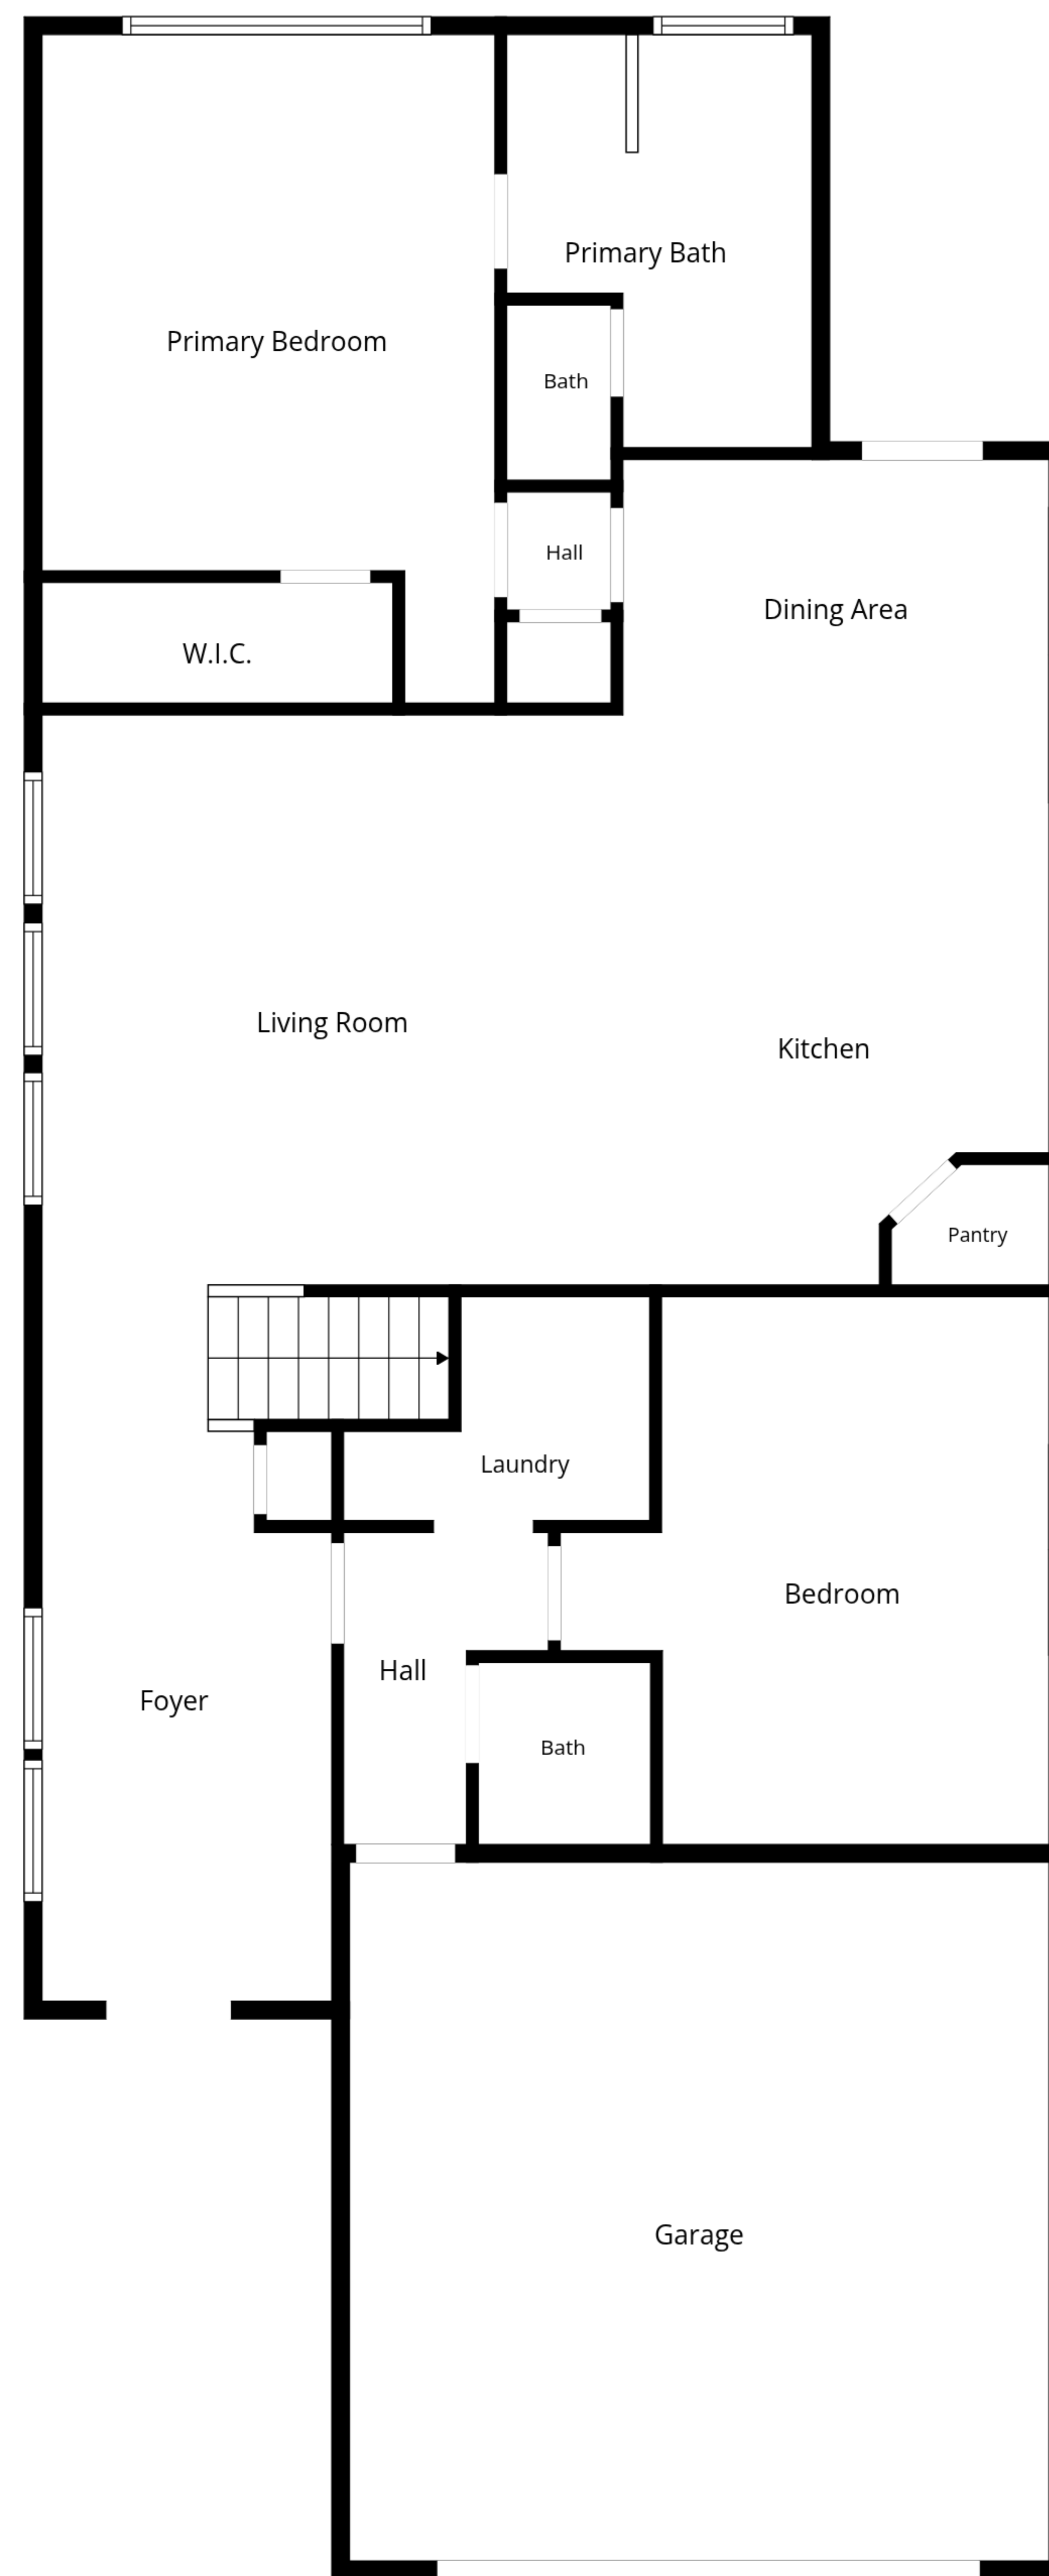 Primary Bath
Primary Bedroom
Bath
Hall
Dining Area
W.I.C.
Living Room
Kitchen
Pantry
Laundry
Bedroom
Hall
Foyer
Bath
Garage